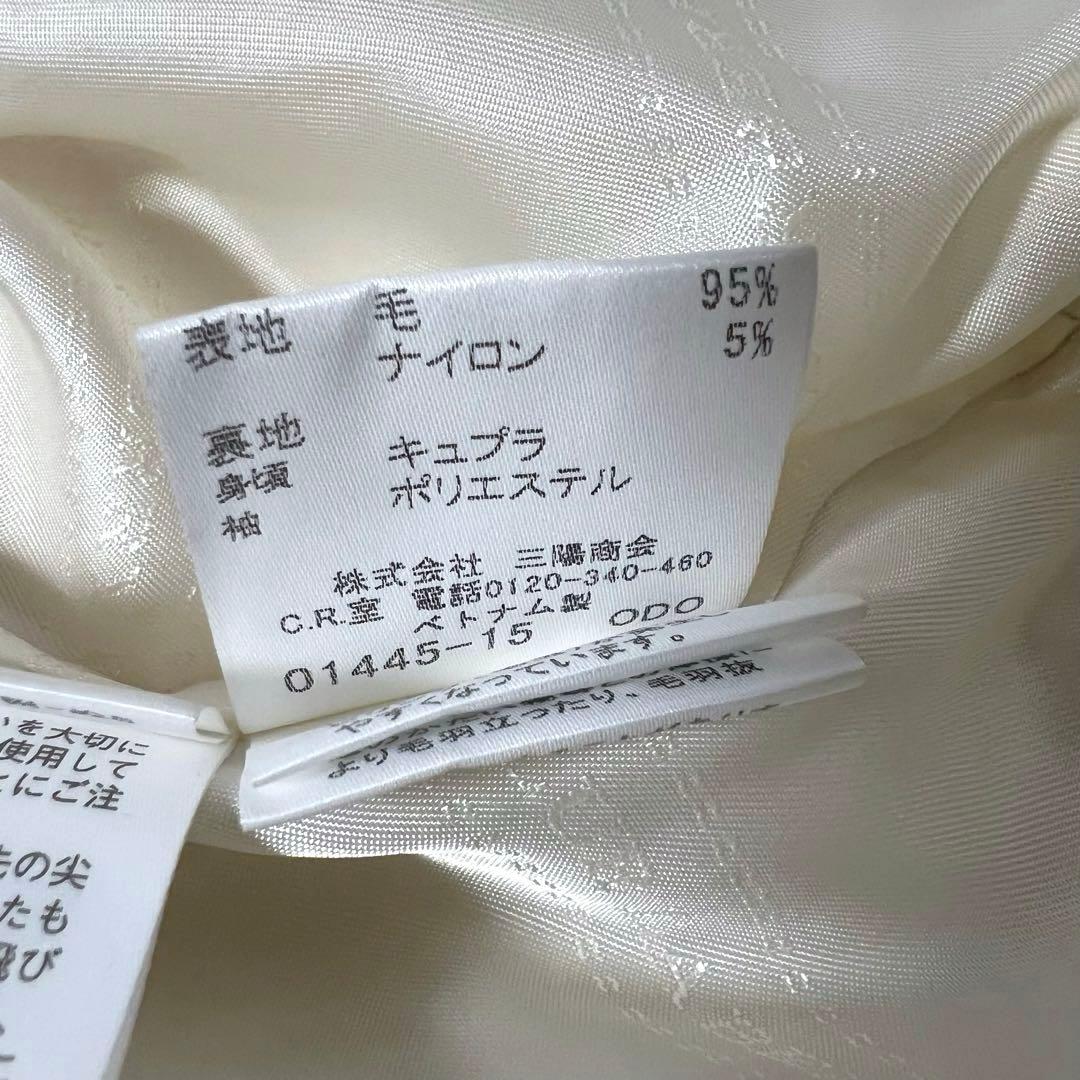 表地 毛 95%
ナイロン 5%
裏地
身頃 キュプラ
袖 ポリエステル
株式会社 三陽商会
C.R.室 電話0120-340-460
ベトナム製
01445-15 ODO
やすくなっています。
より毛羽立ったり、毛羽抜
を大切に
使用して
にご注
の尖
たも
飛び